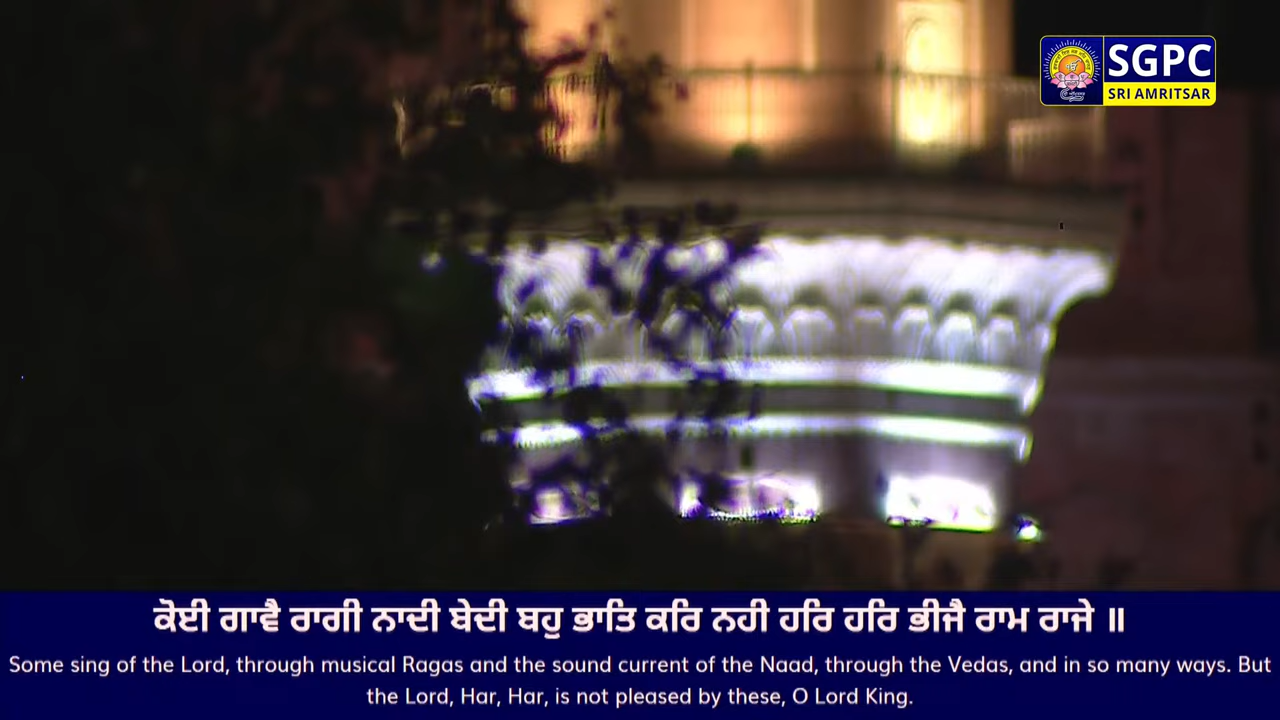 SGPC
SRI AMRITSAR
ਕੋਈ ਗਾਵੈ ਰਾਗੀ ਨਾਦੀ ਬੇਦੀ ਬਹੁ ਭਾਤਿ ਕਰਿ ਨਹੀ ਹਰਿ ਹਰਿ ਭੀਜੈ ਰਾਮ ਰਾਜੇ ॥
Some sing of the Lord, through musical Ragas and the sound current of the Naad, through the Vedas, and in so many ways. But
the Lord, Har, Har, is not pleased by these, O Lord King.